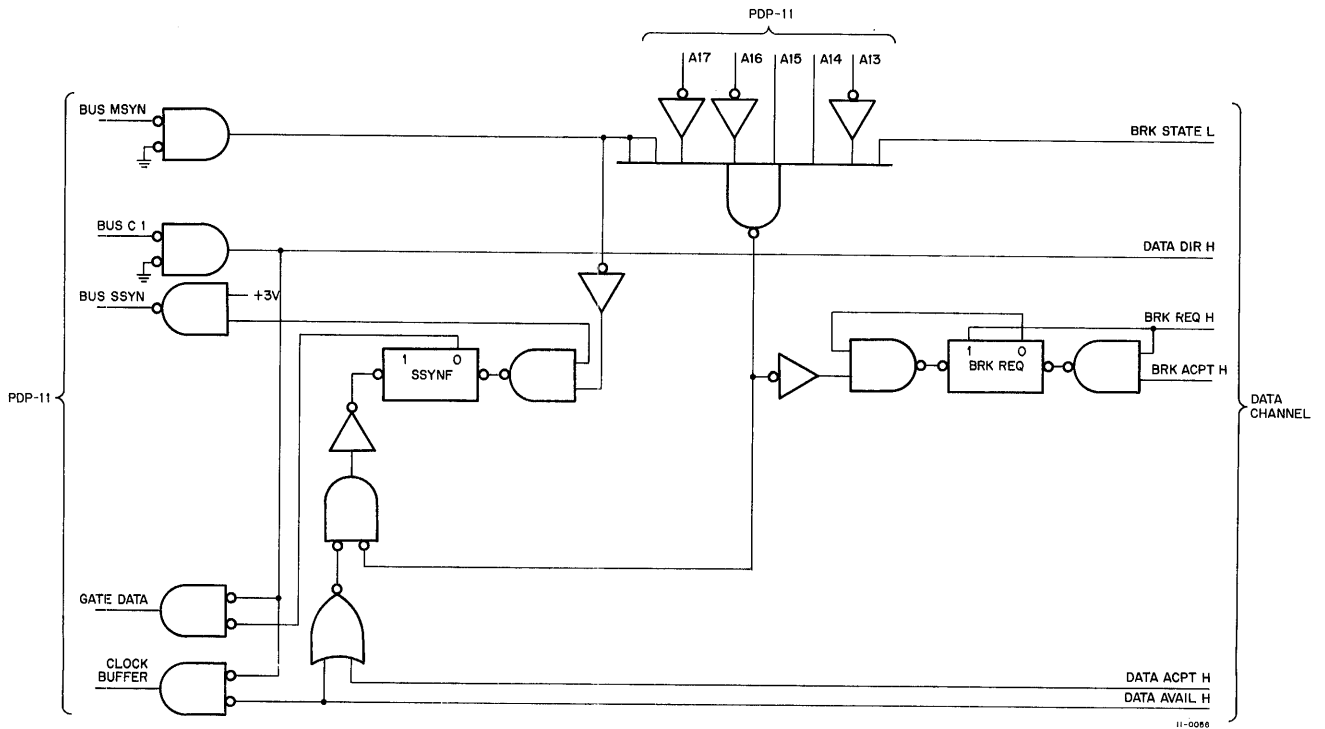 PDP-11
A17 A16 A15 A14 A13
BUS MSYN
BRK STATE L
BUS C 1
DATA DIR H
BUS SSYN
+3V
BRK REQ H
1 0
SSYNF
1 0
BRK REQ
BRK ACPT H
PDP-11
DATA
CHANNEL
GATE DATA
CLOCK
BUFFER
DATA ACPT H
DATA AVAIL H
11-0086